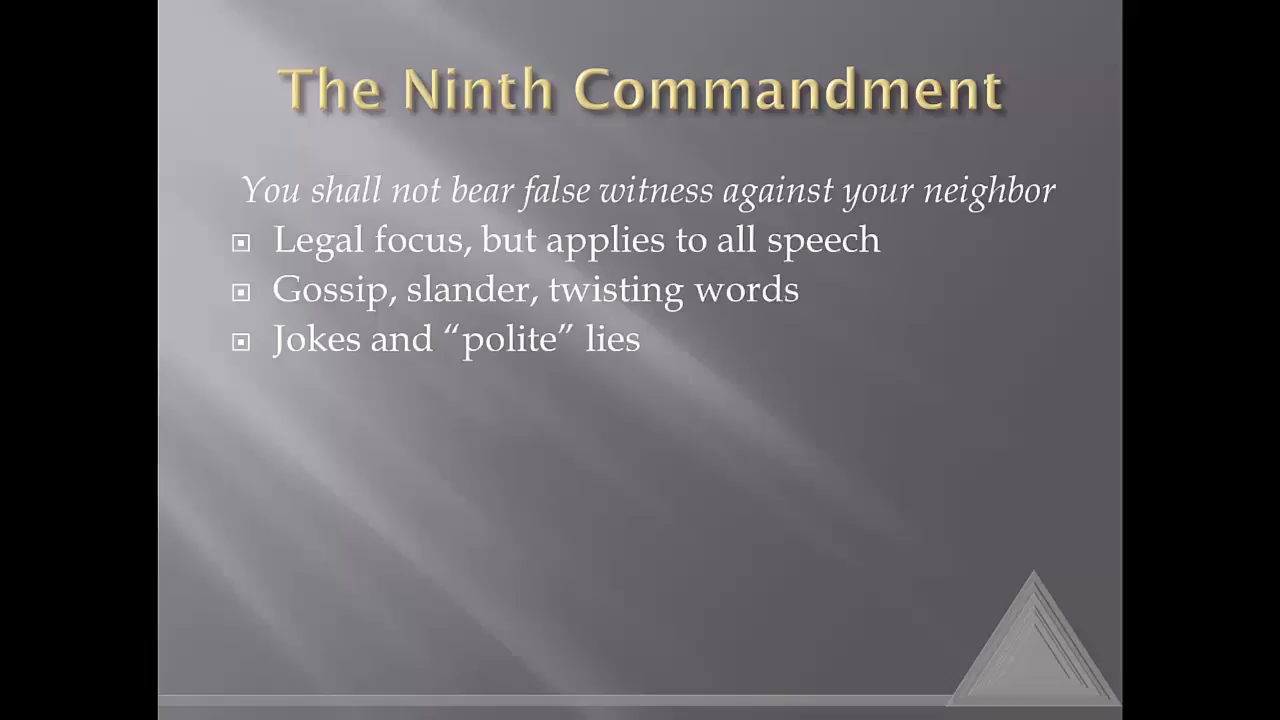 The Ninth Commandment
You shall not bear false witness against your neighbor
Legal focus, but applies to all speech
Gossip, slander, twisting words
Jokes and “polite” lies